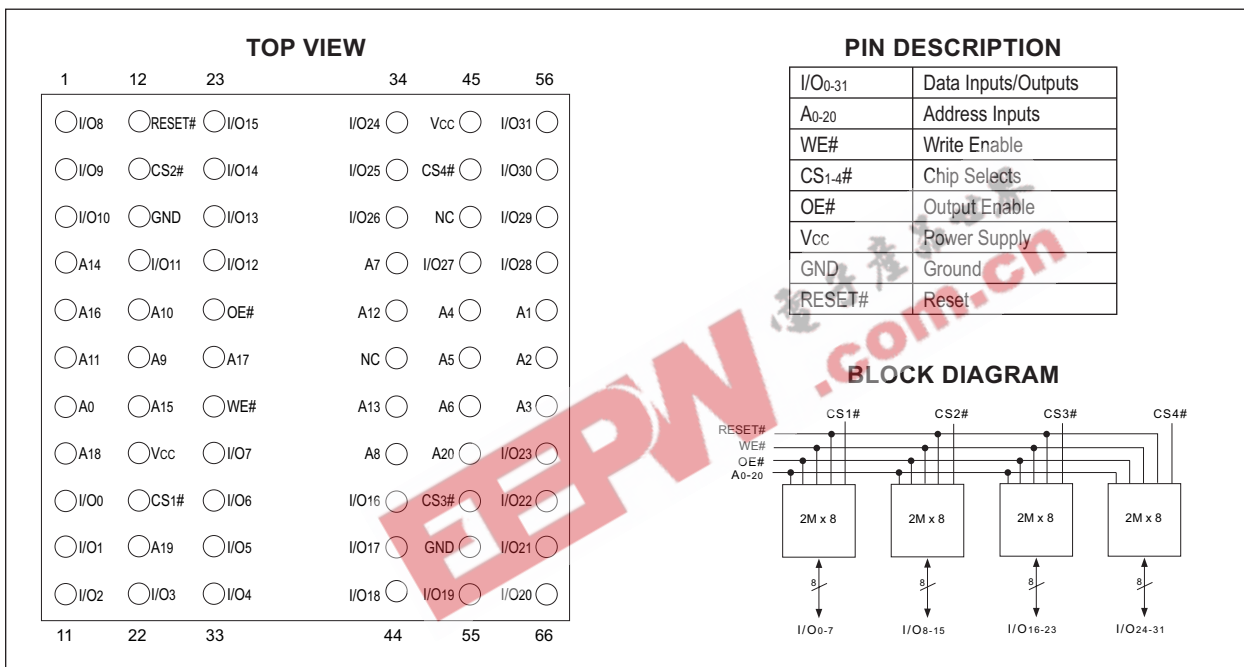 TOP VIEW
1 12 23 34 45 56
I/O8 RESET# I/O15 I/O24 Vcc I/O31
I/O9 CS2# I/O14 I/O25 CS4# I/O30
I/O10 GND I/O13 I/O26 NC I/O29
A14 I/O11 I/O12 A7 I/O27 I/O28
A16 A10 OE# A12 A4 A1
A11 A9 A17 NC A5 A2
A0 A15 WE# A13 A6 A3
A18 Vcc I/O7 A8 A20 I/O23
I/O0 CS1# I/O6 I/O16 CS3# I/O22
I/O1 A19 I/O5 I/O17 GND I/O21
I/O2 I/O3 I/O4 I/O18 I/O19 I/O20
11 22 33 44 55 66
PIN DESCRIPTION
I/O0-31 Data Inputs/Outputs
A0-20 Address Inputs
WE# Write Enable
CS1-4# Chip Selects
OE# Output Enable
Vcc Power Supply
GND Ground
RESET# Reset
BLOCK DIAGRAM
CS1# CS2# CS3# CS4#
RESET#
WE#
OE#
A0-20
2M x 8 2M x 8 2M x 8 2M x 8
8 8 8 8
I/O0-7 I/O8-15 I/O16-23 I/O24-31
EEPW.com.cn
电子产品世界